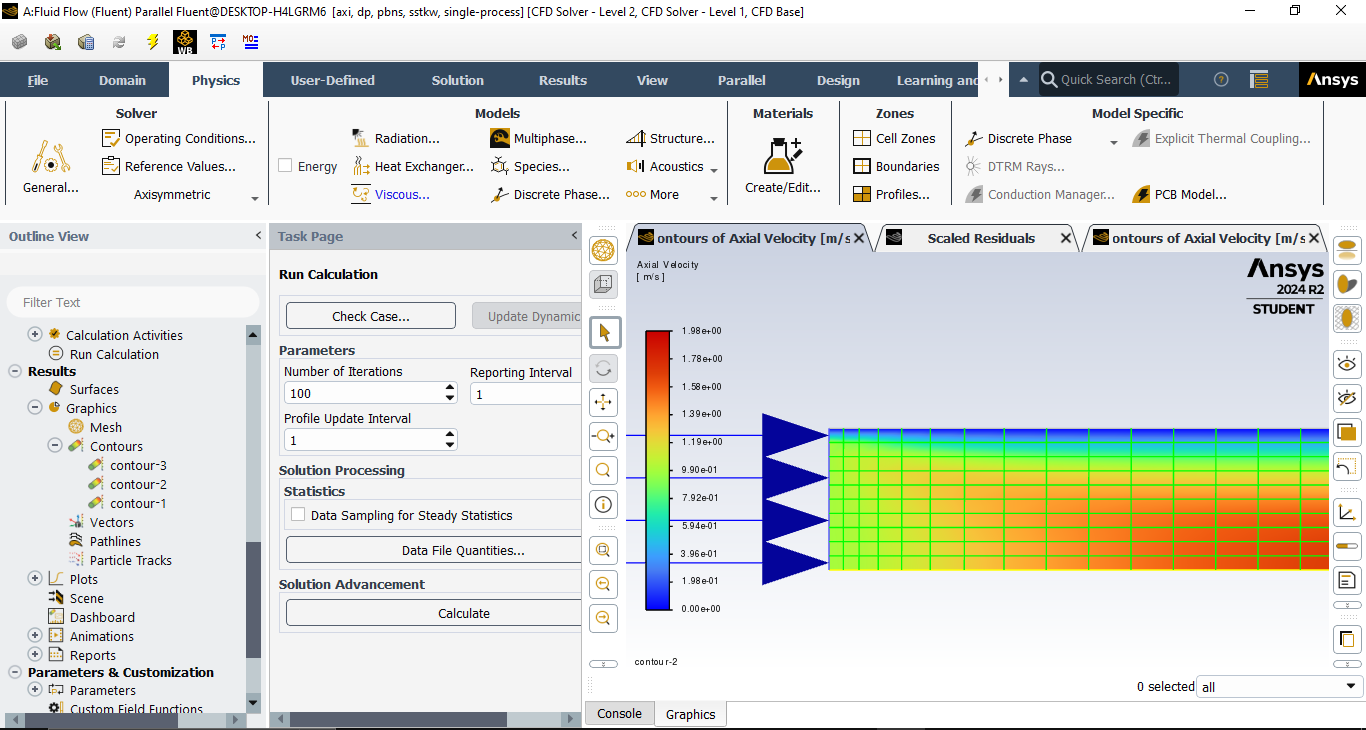 A:Fluid Flow (Fluent) Parallel Fluent@DESKTOP-H4LGRM6 [axi, dp, pbns, sstkw, single-process] [CFD Solver - Level 2, CFD Solver - Level 1, CFD Base]
WB
File Domain Physics User-Defined Solution Results View Parallel Design Learning and Quick Search (Ctr... Ansys
Solver
Operating Conditions...
Reference Values...
General...
Axisymmetric
Models
Energy
Radiation...
Heat Exchanger...
Viscous...
Multiphase...
Species...
Discrete Phase...
Structure...
Acoustics
More
Materials
Create/Edit...
Zones
Cell Zones
Boundaries
Profiles...
Model Specific
Discrete Phase
DTRM Rays...
Conduction Manager...
Explicit Thermal Coupling...
PCB Model...
Outline View
Filter Text
Calculation Activities
Run Calculation
Results
Surfaces
Graphics
Mesh
Contours
contour-3
contour-2
contour-1
Vectors
Pathlines
Particle Tracks
Plots
Scene
Dashboard
Animations
Reports
Parameters & Customization
Parameters
Custom Field Functions
Task Page
Run Calculation
Check Case... Update Dynamic
Parameters
Number of Iterations Reporting Interval
100 1
Profile Update Interval
1
Solution Processing
Statistics
Data Sampling for Steady Statistics
Data File Quantities...
Solution Advancement
Calculate
ontours of Axial Velocity [m/s Scaled Residuals ontours of Axial Velocity [m/s
Axial Velocity
[ m/s ]
Ansys
2024 R2
STUDENT
1.98e+00
1.78e+00
1.58e+00
1.39e+00
1.19e+00
9.90e-01
7.92e-01
5.94e-01
3.96e-01
1.98e-01
0.00e+00
contour-2
0 selected all
Console Graphics